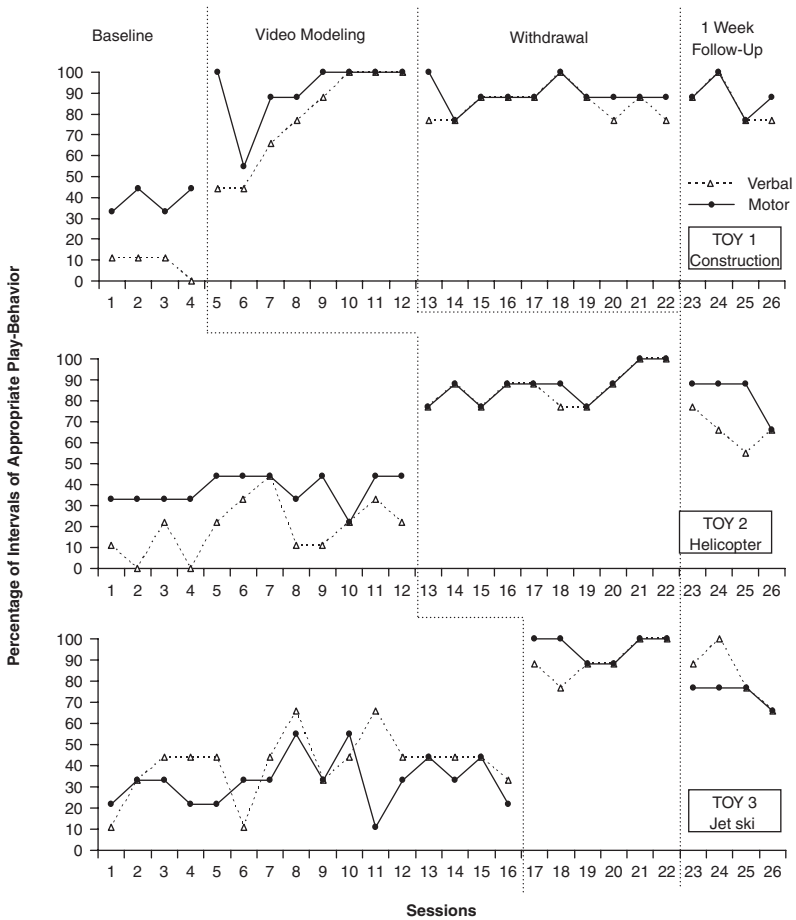 Baseline
Video Modeling
Withdrawal
1 Week
Follow-Up
Percentage of Intervals of Appropriate Play-Behavior
100
90
80
70
60
50
40
30
20
10
0
1 2 3 4 5 6 7 8 9 10 11 12 13 14 15 16 17 18 19 20 21 22 23 24 25 26
Verbal
Motor
TOY 1
Construction
100
90
80
70
60
50
40
30
20
10
0
1 2 3 4 5 6 7 8 9 10 11 12 13 14 15 16 17 18 19 20 21 22 23 24 25 26
TOY 2
Helicopter
100
90
80
70
60
50
40
30
20
10
0
1 2 3 4 5 6 7 8 9 10 11 12 13 14 15 16 17 18 19 20 21 22 23 24 25 26
TOY 3
Jet ski
Sessions